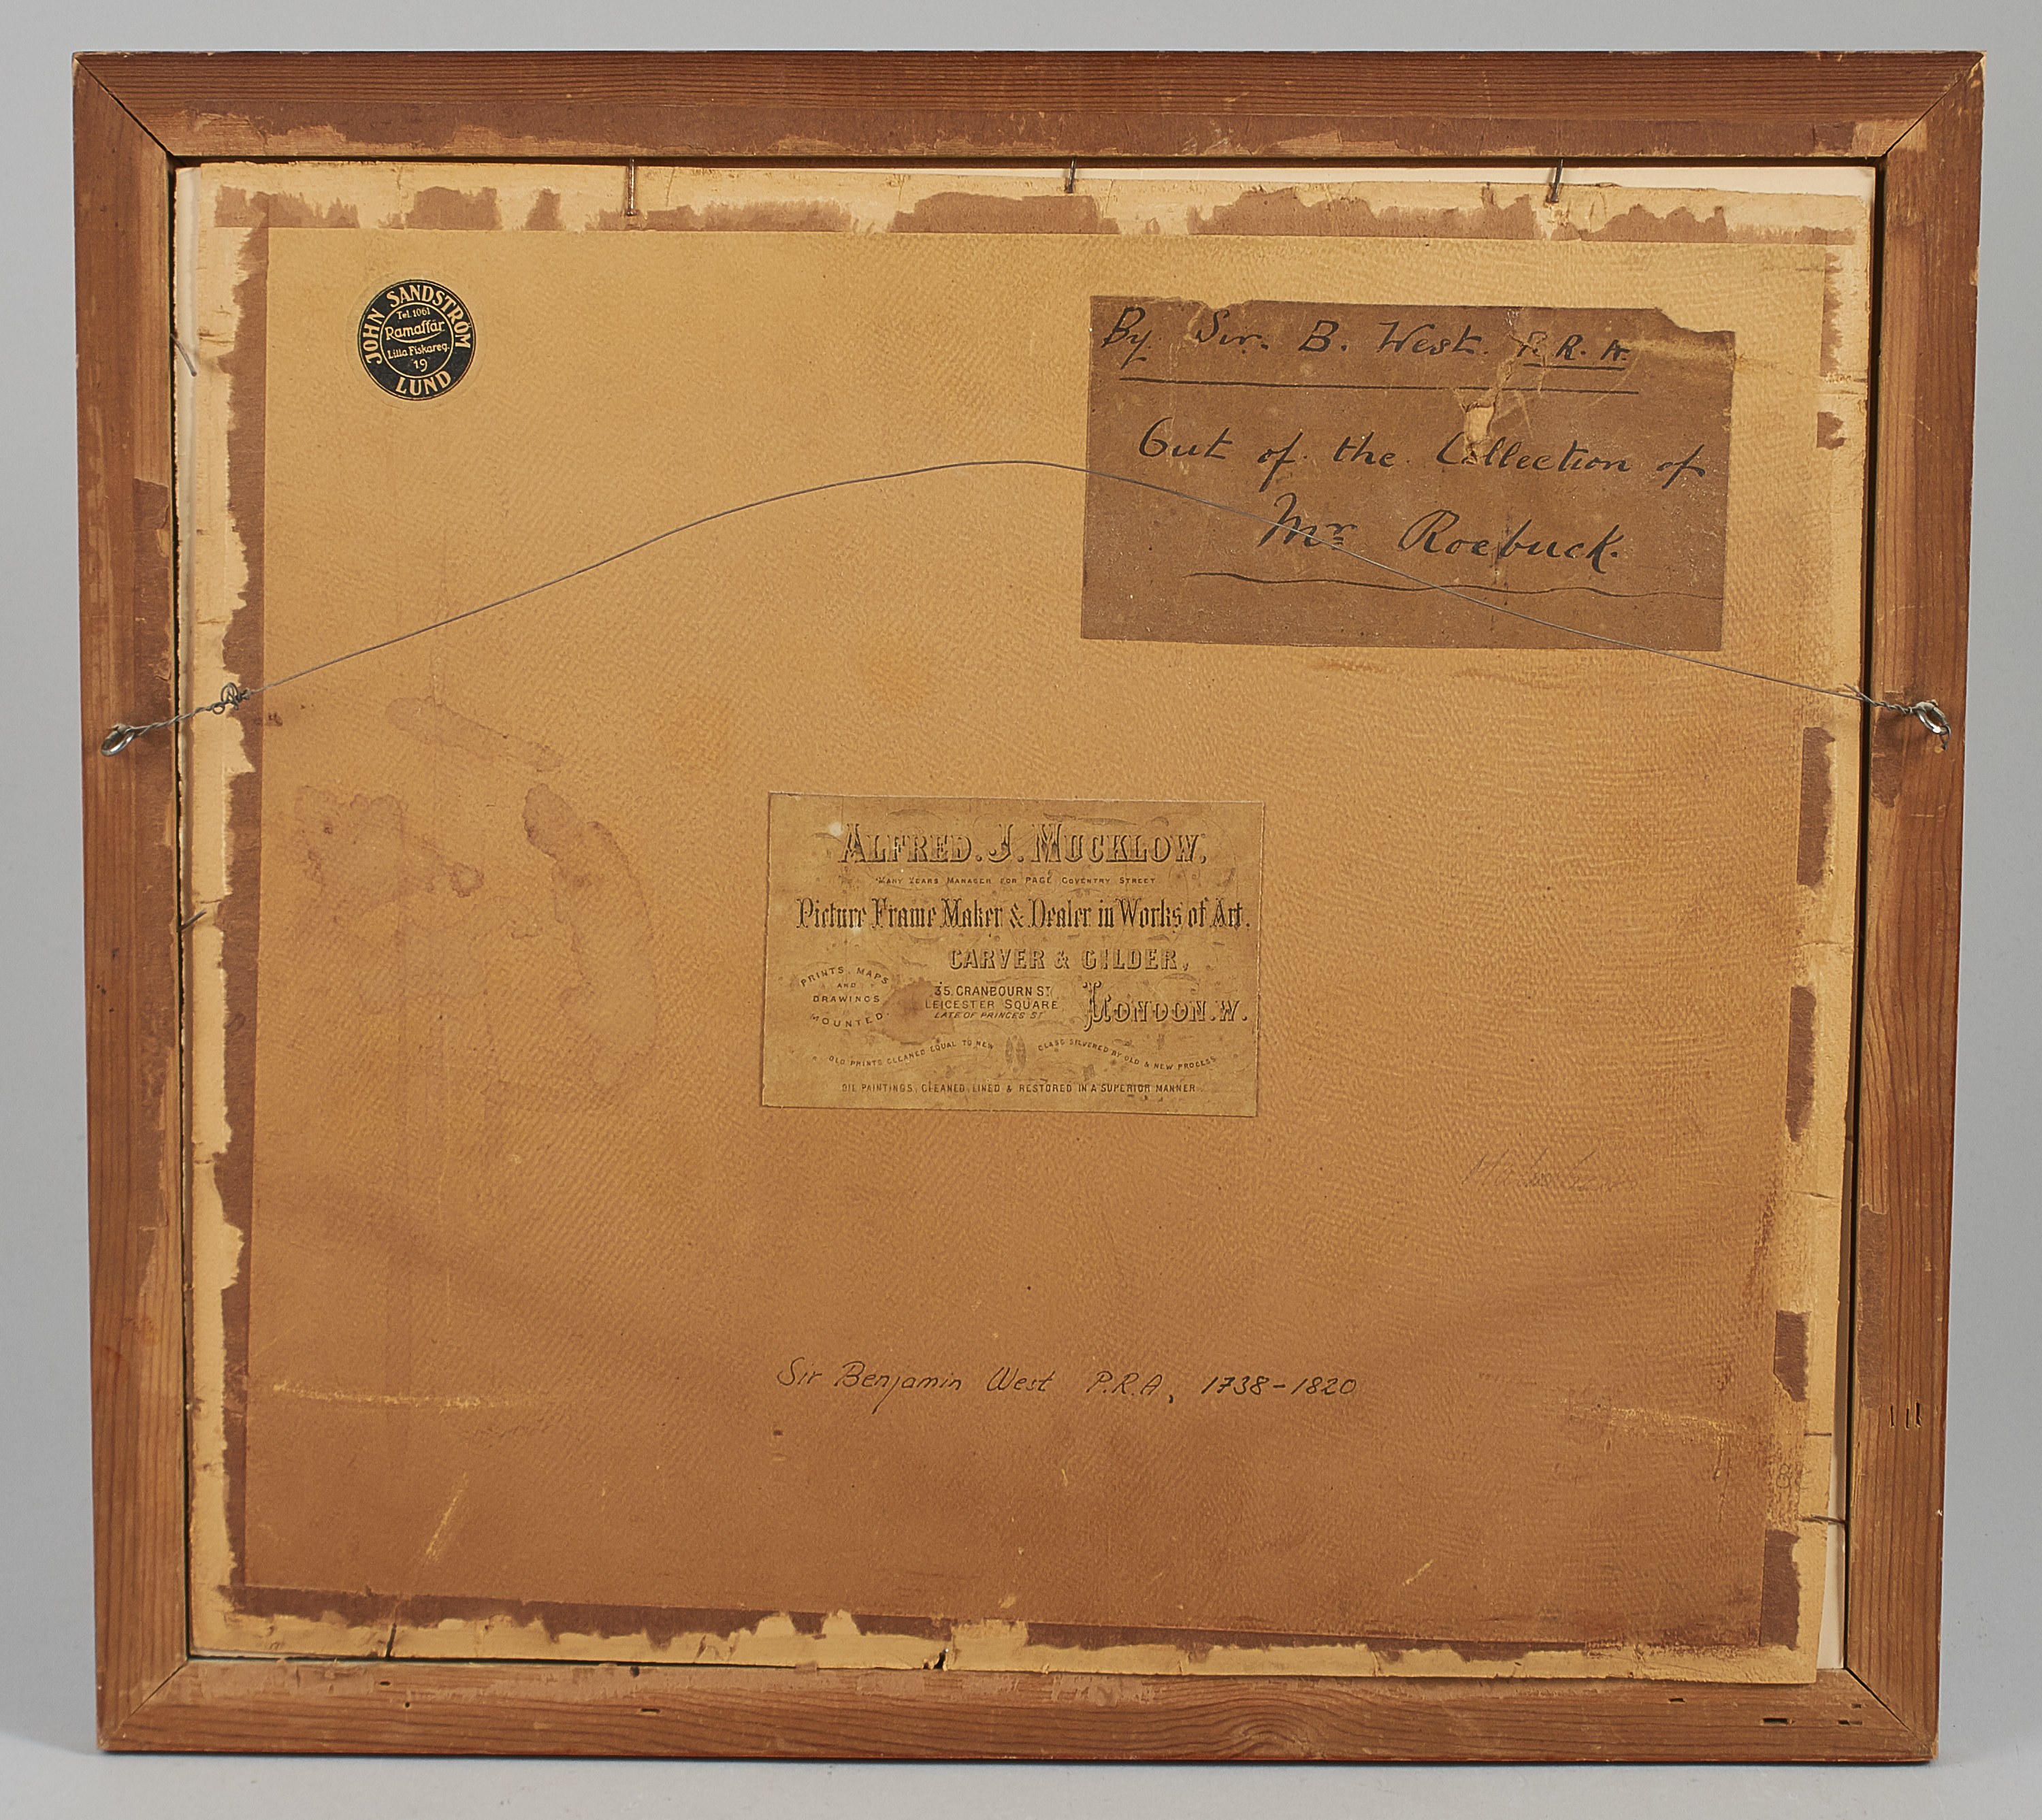 JOHN SANDSTRÖM
Tel. 1061
Ramaffär
Lilla Fiskareg.
19
LUND
By Sir. B. West. P. R. A.
Out of the Collection of
Mr Roebuck.
ALFRED. J. MUCKLOW,
MANY YEARS MANAGER FOR PAGE COVENTRY STREET
Picture Frame Maker & Dealer in Works of Art.
CARVER & GILDER,
PRINTS, MAPS
AND
DRAWINGS
MOUNTED
35, CRANBOURN ST
LEICESTER SQUARE
LATE OF PRINCES ST
LONDON. W.
OLD PRINTS CLEANED EQUAL TO NEW
GLASS SILVERED BY OLD & NEW PROCESS
OIL PAINTINGS, CLEANED, LINED & RESTORED IN A SUPERIOR MANNER
Sir Benjamin West P.R.A, 1738-1820